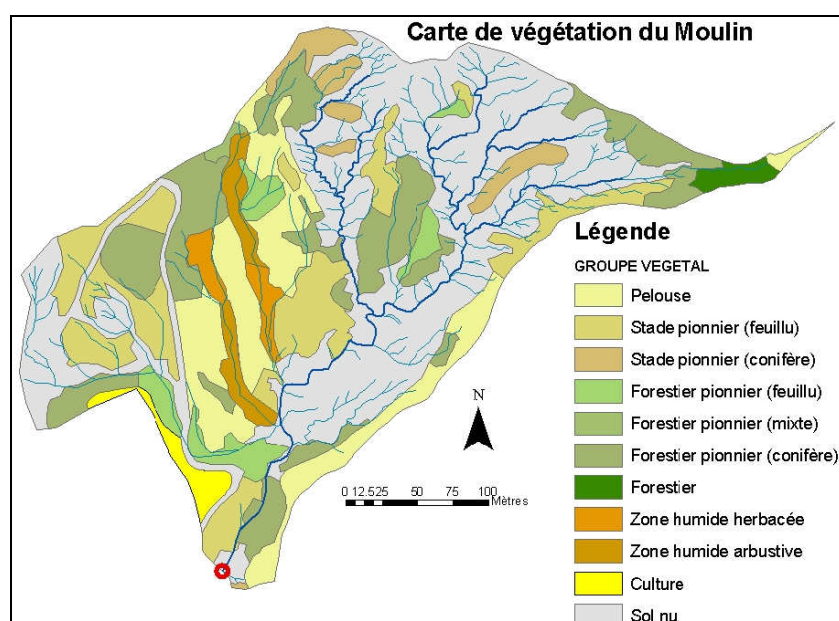 Carte de végétation du Moulin
Légende
GROUPE VEGETAL
Pelouse
Stade pionnier (feuillu)
Stade pionnier (conifère)
Forestier pionnier (feuillu)
Forestier pionnier (mixte)
Forestier pionnier (conifère)
Forestier
Zone humide herbacée
Zone humide arbustive
Culture
Sol nu
N
0 12.525 50 75 100
Mètres